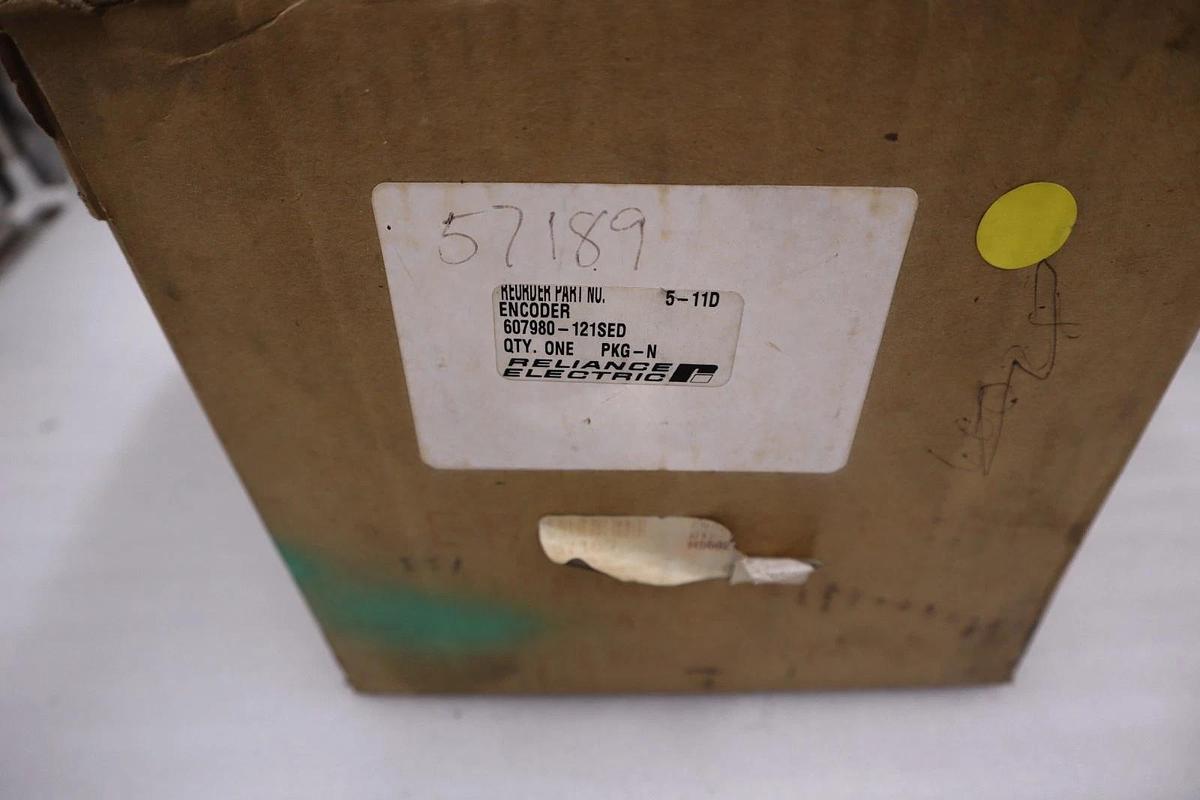 57189
REORDER PART NO. 5-11D
ENCODER
607980-121SED
QTY. ONE PKG-N
RELIANCE
ELECTRIC